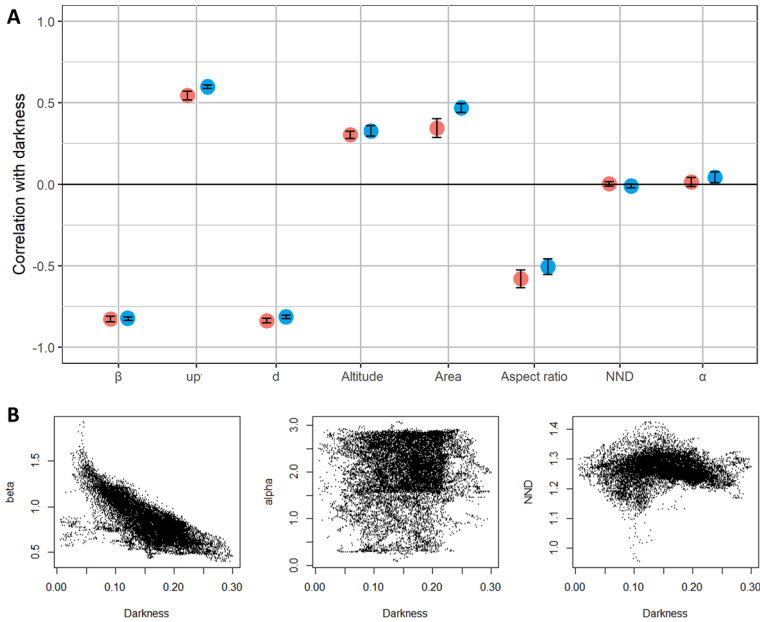 A
Correlation with darkness
1.0
0.5
0.0
-0.5
-1.0
β up d Altitude Area Aspect ratio NND α
B
beta
1.5
1.0
0.5
0.00 0.10 0.20 0.30
Darkness
alpha
3.0
2.0
1.0
0.0
0.00 0.10 0.20 0.30
Darkness
NND
1.4
1.3
1.2
1.1
1.0
0.00 0.10 0.20 0.30
Darkness